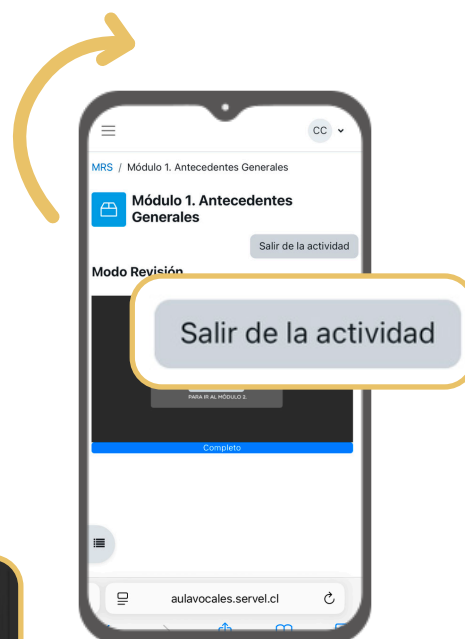 CC
MRS / Módulo 1. Antecedentes Generales
Módulo 1. Antecedentes
Generales
Salir de la actividad
Modo Revisión
Salir de la actividad
PARA IR AL MÓDULO 2.
Completo
aulavocales.servel.cl